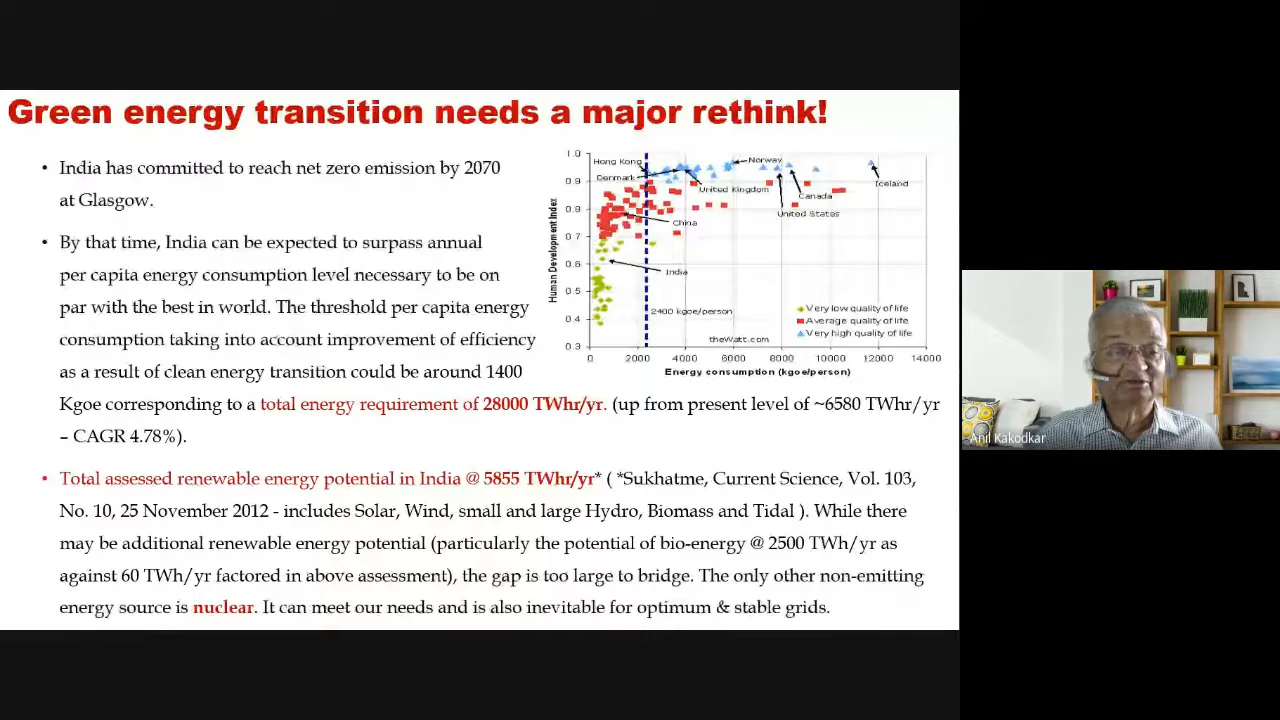 Green energy transition needs a major rethink!
• India has committed to reach net zero emission by 2070
at Glasgow.
• By that time, India can be expected to surpass annual
per capita energy consumption level necessary to be on
par with the best in world. The threshold per capita energy
consumption taking into account improvement of efficiency
as a result of clean energy transition could be around 1400
Kgoe corresponding to a total energy requirement of 28000 TWhr/yr. (up from present level of ~6580 TWhr/yr
– CAGR 4.78%).
• Total assessed renewable energy potential in India @ 5855 TWhr/yr* ( *Sukhatme, Current Science, Vol. 103,
No. 10, 25 November 2012 - includes Solar, Wind, small and large Hydro, Biomass and Tidal ). While there
may be additional renewable energy potential (particularly the potential of bio-energy @ 2500 TWh/yr as
against 60 TWh/yr factored in above assessment), the gap is too large to bridge. The only other non-emitting
energy source is nuclear. It can meet our needs and is also inevitable for optimum & stable grids.
Human Development Index
1.0
0.9
0.8
0.7
0.6
0.5
0.4
0.3
Hong Kong
Denmark
Norway
United Kingdom
Iceland
Canada
United States
China
India
2400 kgoe/person
Very low quality of life
Average quality of life
Very high quality of life
theWatt.com
0 2000 4000 6000 8000 10000 12000 14000
Energy consumption (kgoe/person)
Anil Kakodkar